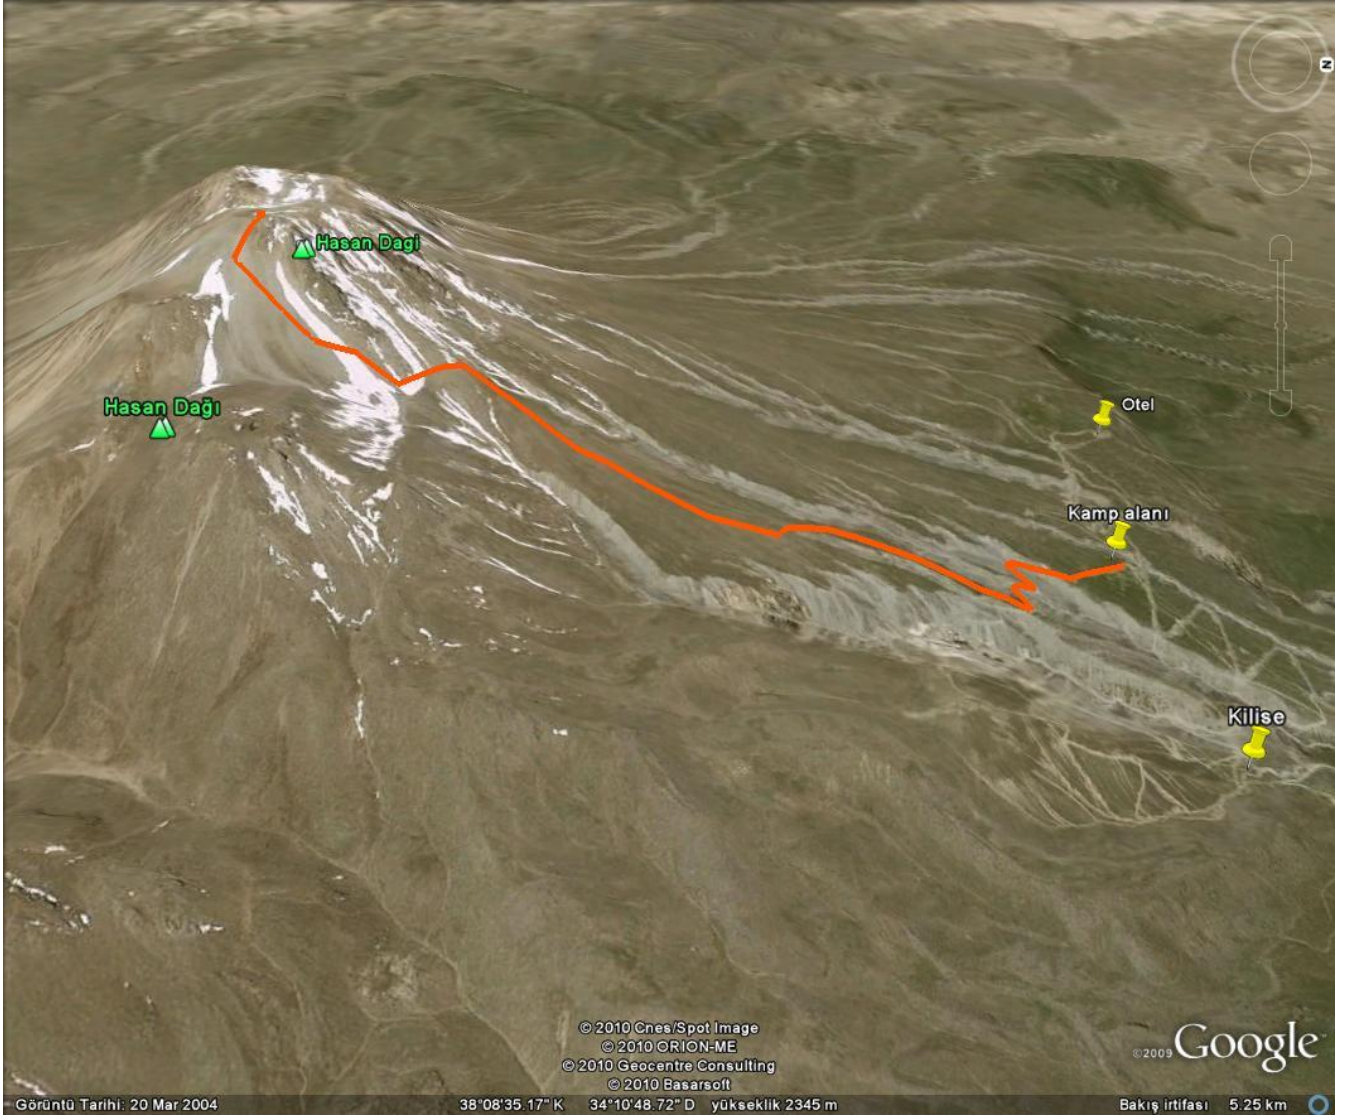 N
Hasan Dagi
Hasan Dağı
Otel
Kamp alanı
Kilise
© 2010 Cnes/Spot Image
© 2010 ORION-ME
© 2010 Geocentre Consulting
© 2010 Basarsoft
©2009 Google™
Görüntü Tarihi: 20 Mar 2004 38°08'35.17" K 34°10'48.72" D yükseklik 2345 m Bakış irtifası 5.25 km